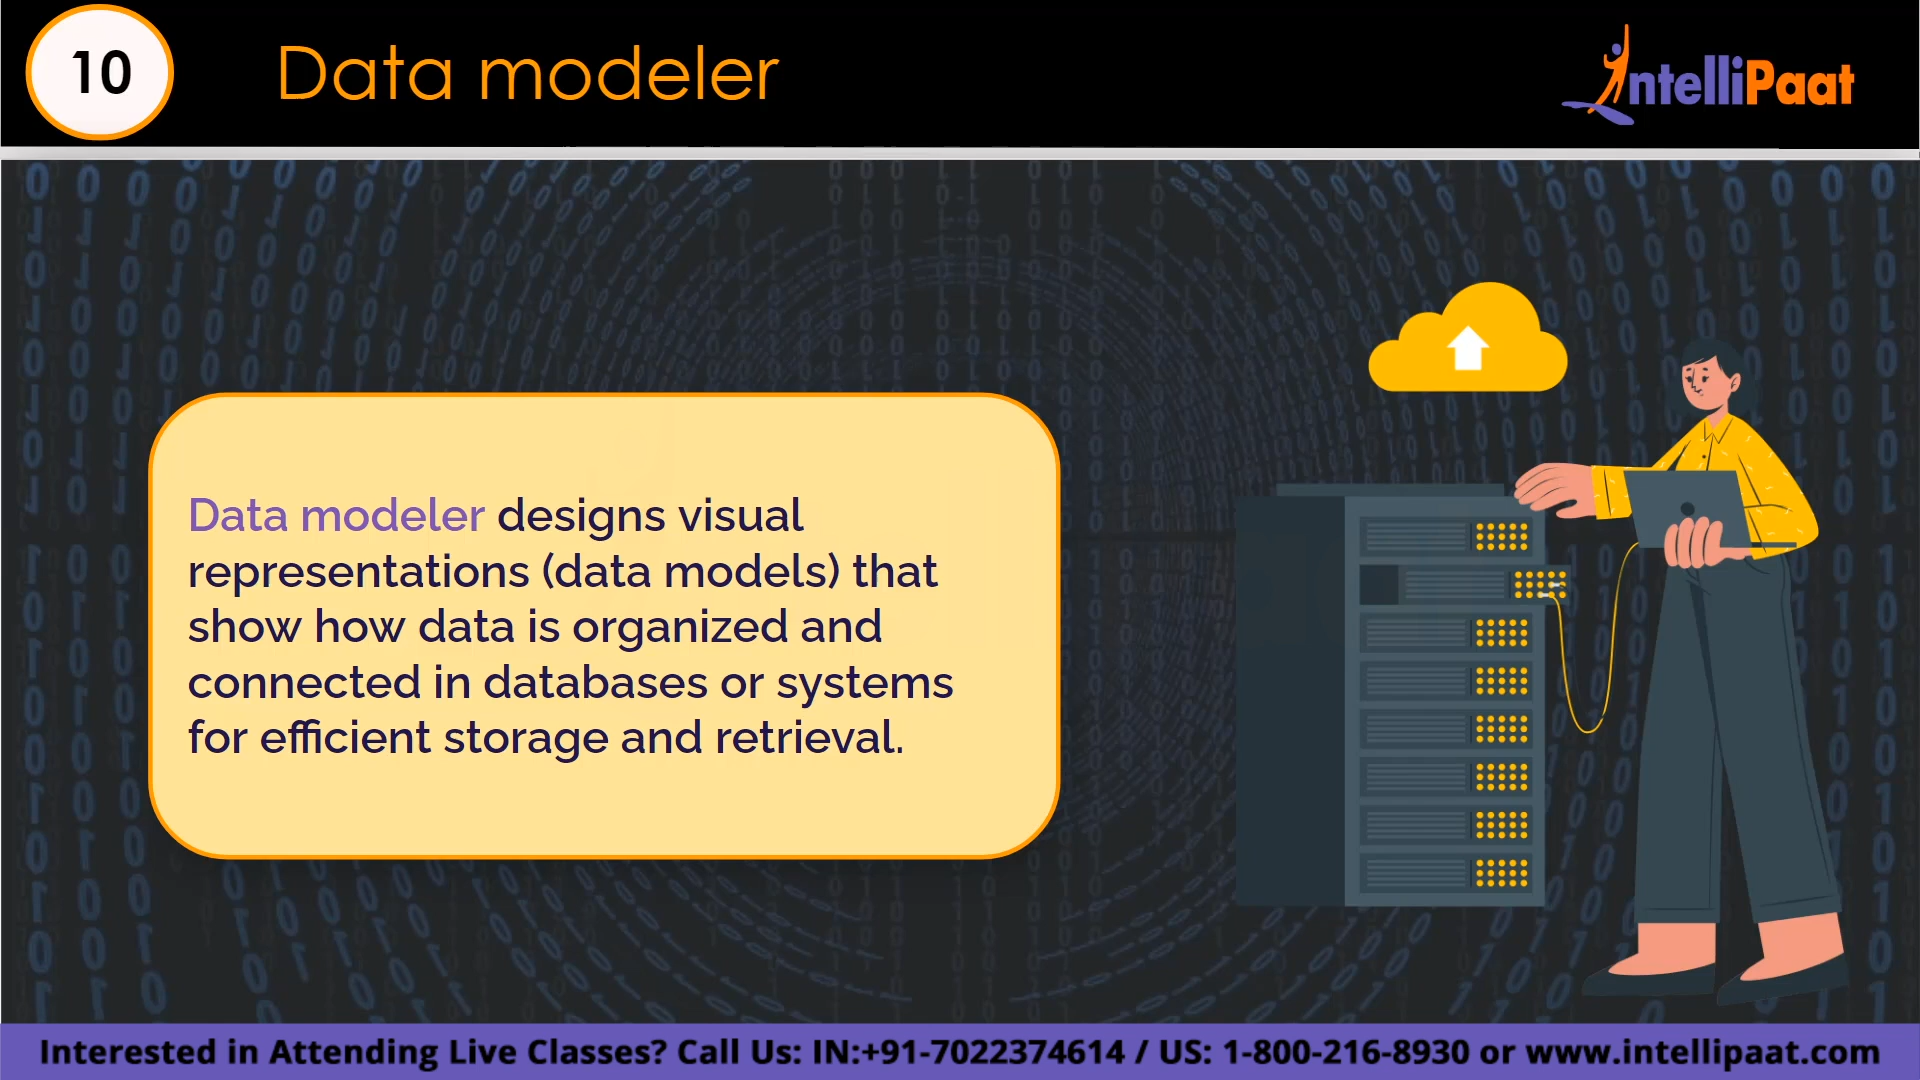 10
Data modeler
IntelliPaat
Data modeler designs visual
representations (data models) that
show how data is organized and
connected in databases or systems
for efficient storage and retrieval.
Interested in Attending Live Classes? Call Us: IN:+91-7022374614 / US: 1-800-216-8930 or www.intellipaat.com